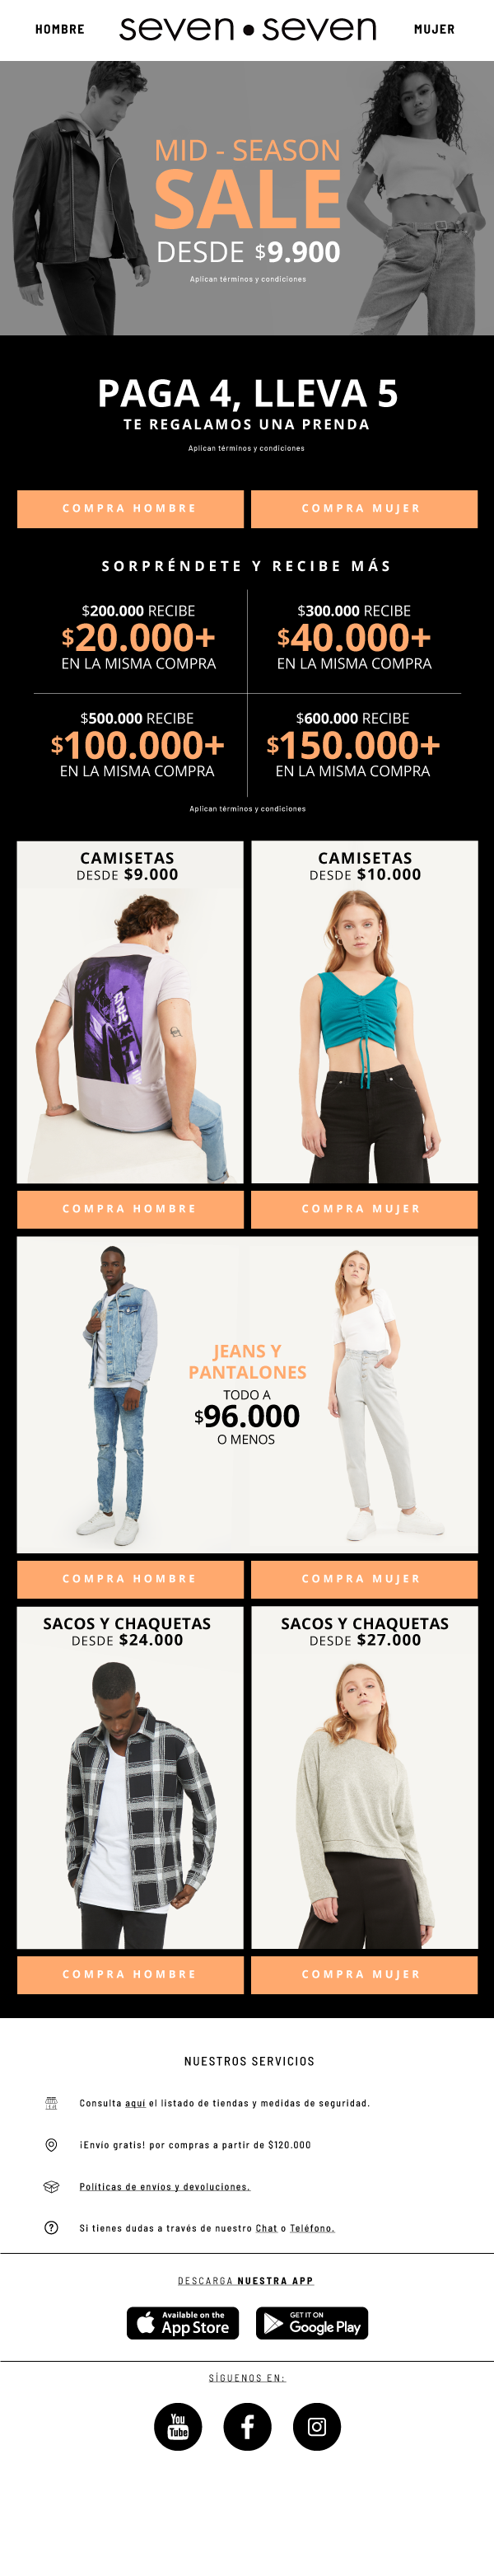 HOMBRE
seven•seven
MUJER
MID - SEASON
SALE
DESDE $9.900
Aplican términos y condiciones
PAGA 4, LLEVA 5
TE REGALAMOS UNA PRENDA
Aplican términos y condiciones
COMPRA HOMBRE
COMPRA MUJER
SORPRÉNDETE Y RECIBE MÁS
$200.000 RECIBE
$20.000+
EN LA MISMA COMPRA
$300.000 RECIBE
$40.000+
EN LA MISMA COMPRA
$500.000 RECIBE
$100.000+
EN LA MISMA COMPRA
$600.000 RECIBE
$150.000+
EN LA MISMA COMPRA
Aplican términos y condiciones
CAMISETAS
DESDE $9.000
CAMISETAS
DESDE $10.000
COMPRA HOMBRE
COMPRA MUJER
JEANS Y
PANTALONES
TODO A
$96.000
O MENOS
COMPRA HOMBRE
COMPRA MUJER
SACOS Y CHAQUETAS
DESDE $24.000
SACOS Y CHAQUETAS
DESDE $27.000
COMPRA HOMBRE
COMPRA MUJER
NUESTROS SERVICIOS
Consulta aquí el listado de tiendas y medidas de seguridad.
¡Envío gratis! por compras a partir de $120.000
Políticas de envíos y devoluciones.
Si tienes dudas a través de nuestro Chat o Teléfono.
DESCARGA NUESTRA APP
Available on the
App Store
GET IT ON
Google Play
SÍGUENOS EN:
You
Tube